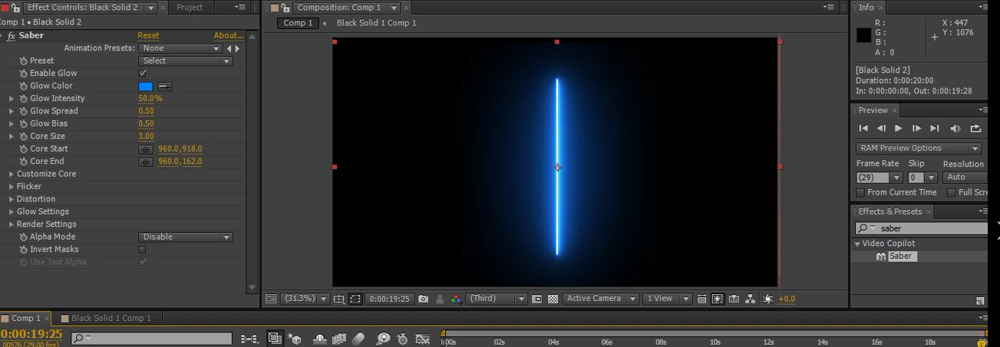 Effect Controls: Black Solid 2
Project
Comp 1 • Black Solid 2
fx Saber Reset About...
Animation Presets: None
Preset Select
Enable Glow
Glow Color
Glow Intensity 50.0%
Glow Spread 0.50
Glow Bias 0.50
Core Size 3.00
Core Start 960.0,918.0
Core End 960.0,162.0
Customize Core
Flicker
Distortion
Glow Settings
Render Settings
Alpha Mode Disable
Invert Masks
Use Text Alpha
Composition: Comp 1
Comp 1 Black Solid 1 Comp 1
(31.3%) 0:00:19:25 (Third) Active Camera 1 View +0.0
Info
R :
G :
B :
A : 0
X : 447
Y : 1076
[Black Solid 2]
Duration: 0:00:20:00
In: 0:00:00:00, Out: 0:00:19:28
Preview
RAM Preview Options
Frame Rate Skip Resolution
(29) 0 Auto
From Current Time Full Scre
Effects & Presets
saber
Video Copilot
32 Saber
Comp 1 Black Solid 1 Comp 1
0:00:19:25
00576 (29.00 fps)
:00s 02s 04s 06s 08s 10s 12s 14s 16s 18s